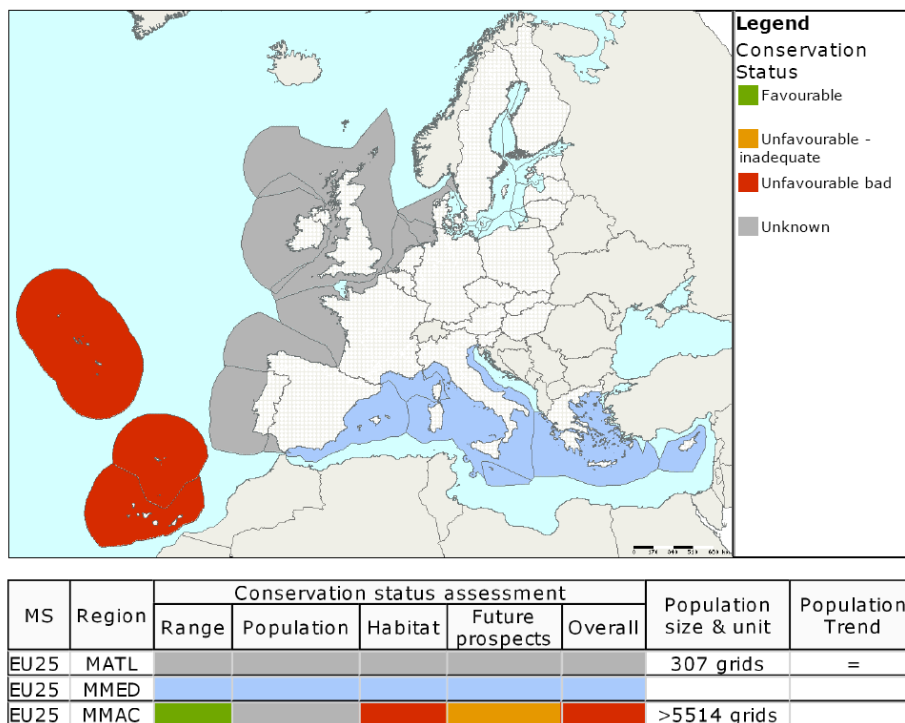 Legend
Conservation
Status
Favourable
Unfavourable -
inadequate
Unfavourable bad
Unknown
MS Region Conservation status assessment Population size & unit Population Trend
Range Population Habitat Future prospects Overall
EU25 MATL 307 grids =
EU25 MMED
EU25 MMAC >5514 grids